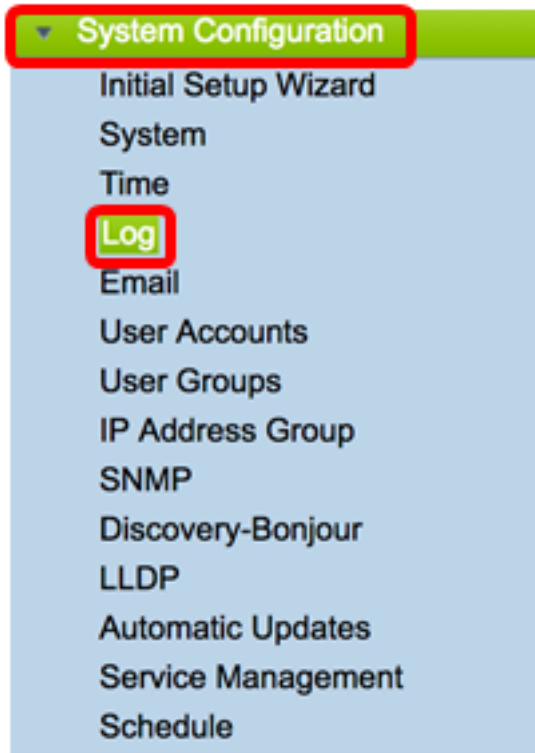 System Configuration
Initial Setup Wizard
System
Time
Log
Email
User Accounts
User Groups
IP Address Group
SNMP
Discovery-Bonjour
LLDP
Automatic Updates
Service Management
Schedule